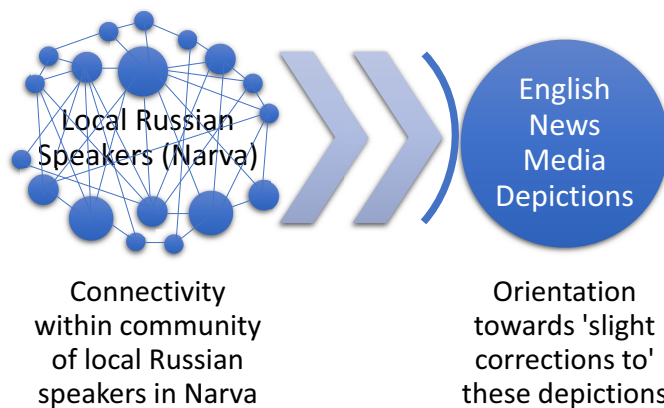 Local Russian
Speakers (Narva)
English
News
Media
Depictions
Connectivity
within community
of local Russian
speakers in Narva
Orientation
towards 'slight
corrections to'
these depictions